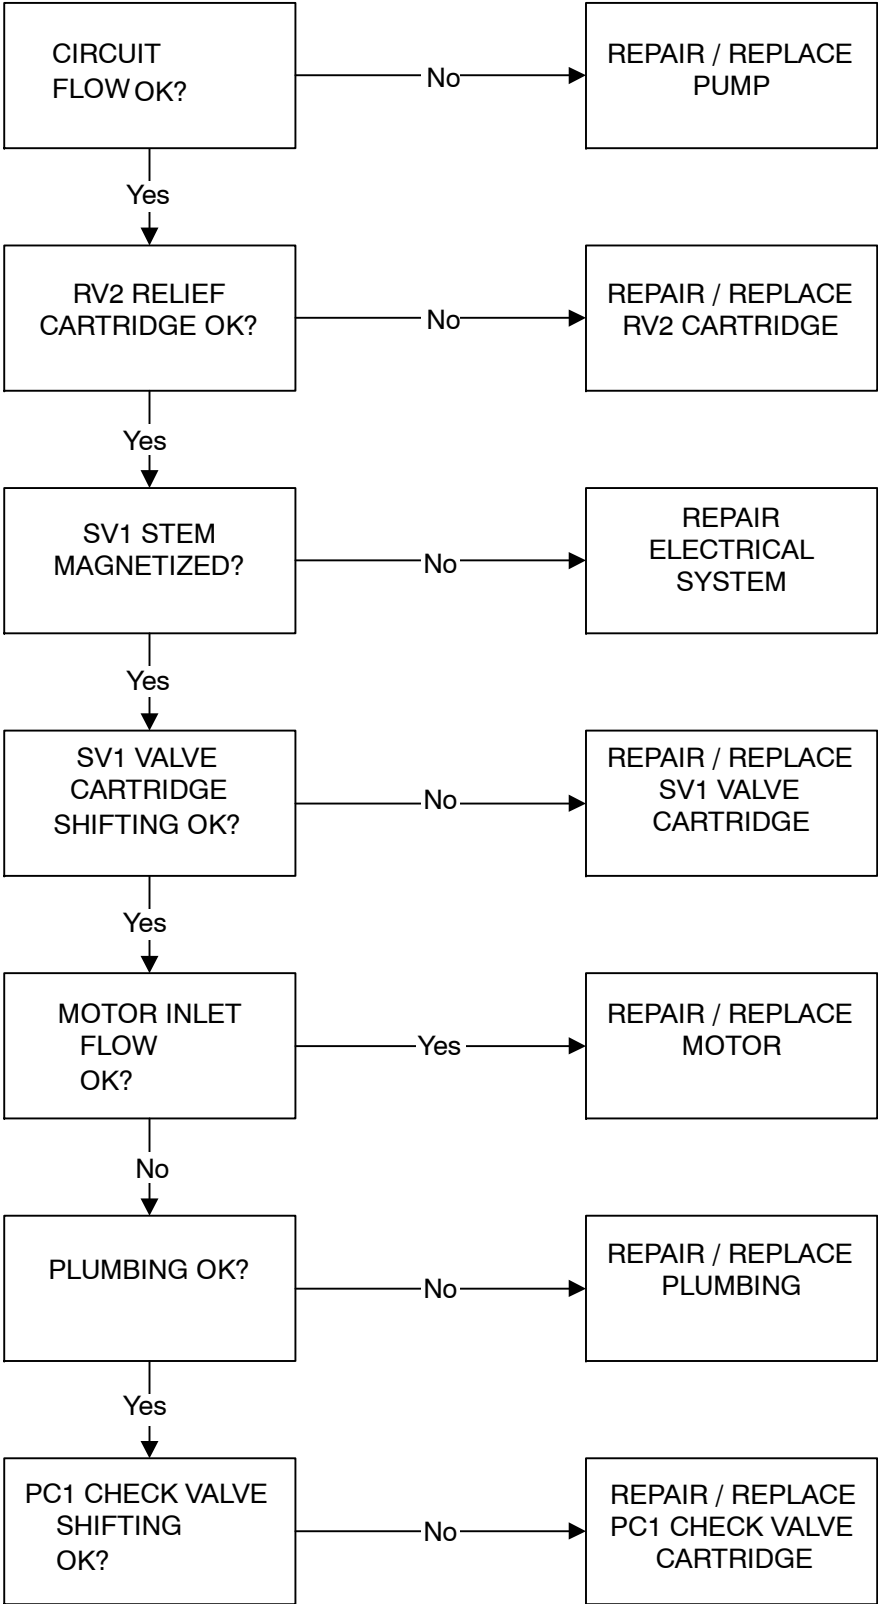 CIRCUIT
FLOW OK?
No
REPAIR / REPLACE
PUMP
Yes
RV2 RELIEF
CARTRIDGE OK?
No
REPAIR / REPLACE
RV2 CARTRIDGE
Yes
SV1 STEM
MAGNETIZED?
No
REPAIR
ELECTRICAL
SYSTEM
Yes
SV1 VALVE
CARTRIDGE
SHIFTING OK?
No
REPAIR / REPLACE
SV1 VALVE
CARTRIDGE
Yes
MOTOR INLET
FLOW
OK?
Yes
REPAIR / REPLACE
MOTOR
No
PLUMBING OK?
No
REPAIR / REPLACE
PLUMBING
Yes
PC1 CHECK VALVE
SHIFTING
OK?
No
REPAIR / REPLACE
PC1 CHECK VALVE
CARTRIDGE